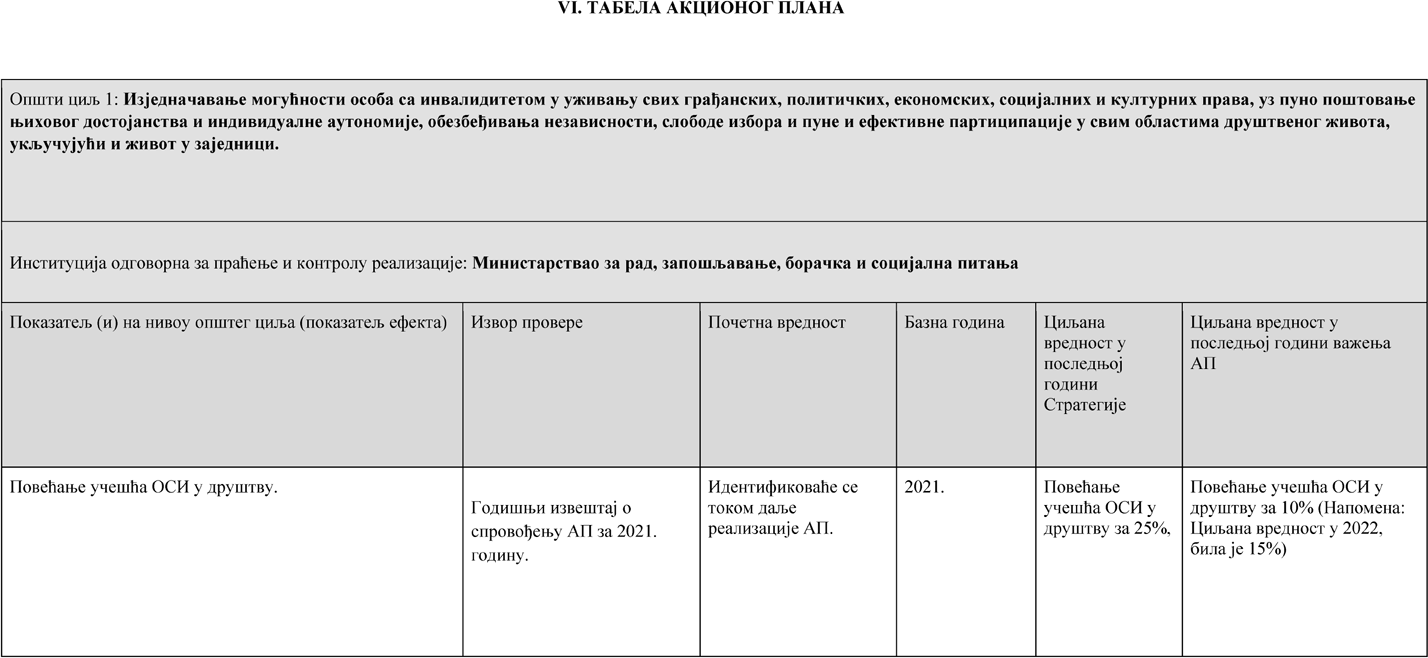 VI. ТАБЕЛА АКЦИОНОГ ПЛАНА
Општи циљ 1: Изједначавање могућности особа са инвалидитетом у уживању свих грађанских, политичких, економских, социјалних и културних права, уз пуно поштовање
њиховог достојанства и индивидуалне аутономије, обезбеђивања независности, слободе избора и пуне и ефективне партиципације у свим областима друштвеног живота,
укључујући и живот у заједници.
Институција одговорна за праћење и контролу реализације: Министарствао за рад, запошљавање, борачка и социјална питања
Показатељ (и) на нивоу општег циља (показатељ ефекта)
Извор провере
Почетна вредност
Базна година
Циљана
вредност у
последњој
години
Стратегије
Циљана вредност у
последњој години важења
АП
Повећање учешћа ОСИ у друштву.
Годишњи извештај о
спровођењу АП за 2021.
годину.
Идентификоваће се
током даље
реализације АП.
2021.
Повећање
учешћа ОСИ у
друштву за 25%,
Повећање учешћа ОСИ у
друштву за 10% (Напомена:
Циљана вредност у 2022,
била је 15%)